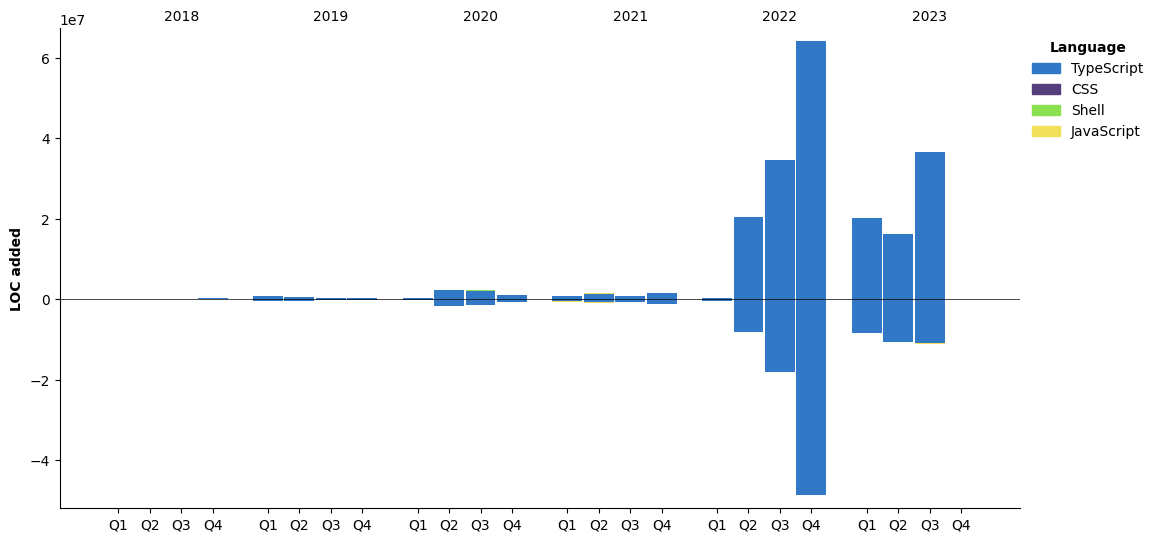 1e7
2018 2019 2020 2021 2022 2023
Language
TypeScript
CSS
Shell
JavaScript
LOC added
6
4
2
0
−2
−4
Q1 Q2 Q3 Q4 Q1 Q2 Q3 Q4 Q1 Q2 Q3 Q4 Q1 Q2 Q3 Q4 Q1 Q2 Q3 Q4 Q1 Q2 Q3 Q4